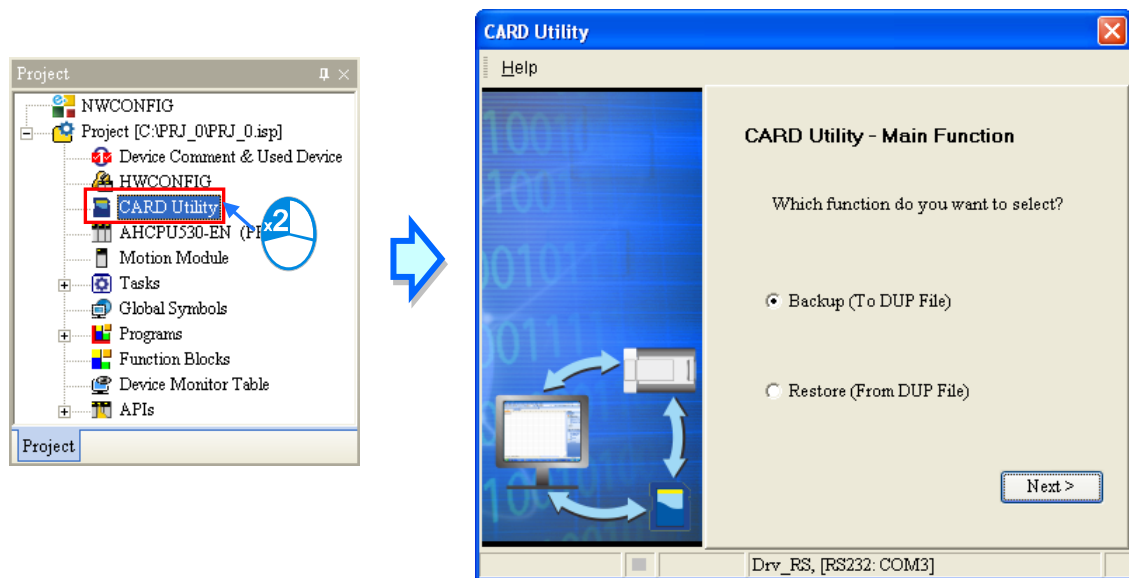 Project
NWCONFIG
Project [C:\PRJ_0\PRJ_0.isp]
Device Comment & Used Device
HWCONFIG
CARD Utility
x2
AHCPU530-EN (
Motion Module
Tasks
Global Symbols
Programs
Function Blocks
Device Monitor Table
APIs
Project
CARD Utility
Help
CARD Utility - Main Function
Which function do you want to select?
Backup (To DUP File)
Restore (From DUP File)
Next >
Drv_RS, [RS232: COM3]